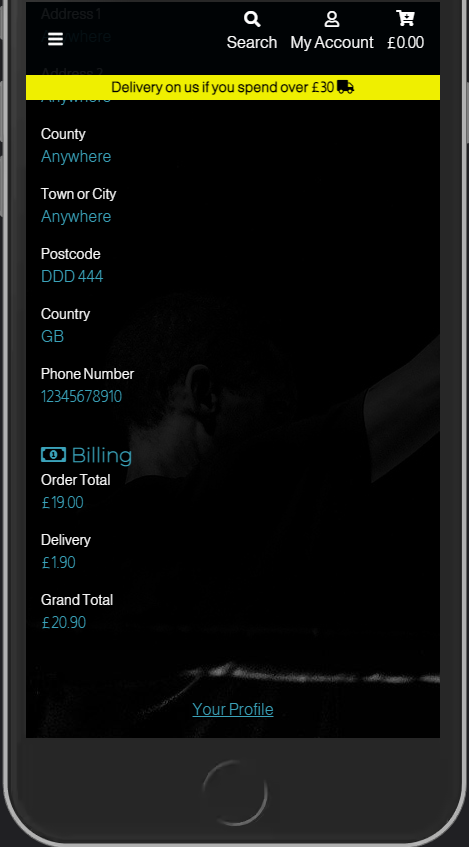 Address 1
Anywhere
Search My Account £0.00
Address 2
Delivery on us if you spend over £30
Anywhere
County
Anywhere
Town or City
Anywhere
Postcode
DDD 444
Country
GB
Phone Number
12345678910
Billing
Order Total
£19.00
Delivery
£1.90
Grand Total
£20.90
Your Profile